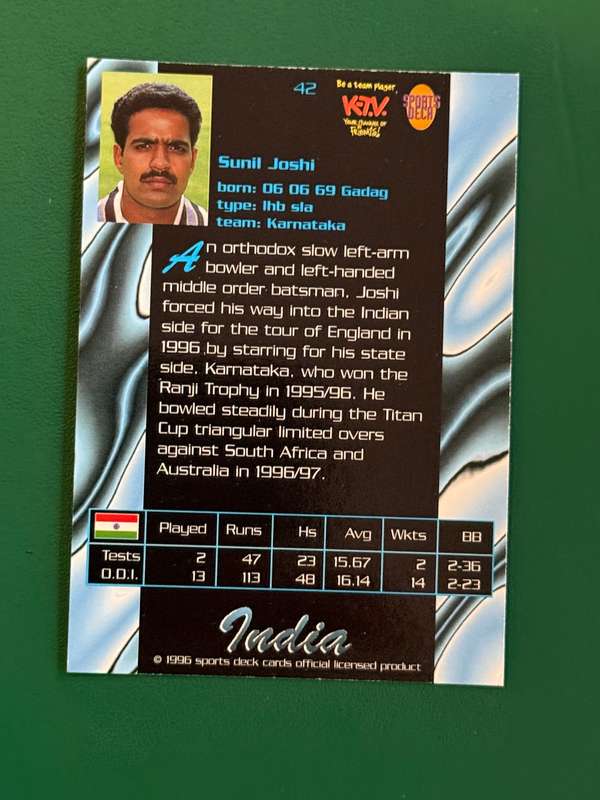 42
Be a team player
K-T.V.
YOUR CHANNEL OF
FRIENDS!
SPORTS
DECK
Sunil Joshi
born: 06 06 69 Gadag
type: lhb sla
team: Karnataka
An orthodox slow left-arm
bowler and left-handed
middle order batsman, Joshi
forced his way into the Indian
side for the tour of England in
1996 by starring for his state
side, Karnataka, who won the
Ranji Trophy in 1995/96. He
bowled steadily during the Titan
Cup triangular limited overs
against South Africa and
Australia in 1996/97.
Played Runs Hs Avg Wkts BB
Tests 2 47 23 15.67 2 2-36
O.D.I. 13 113 48 16.14 14 2-23
India
© 1996 sports deck cards official licensed product